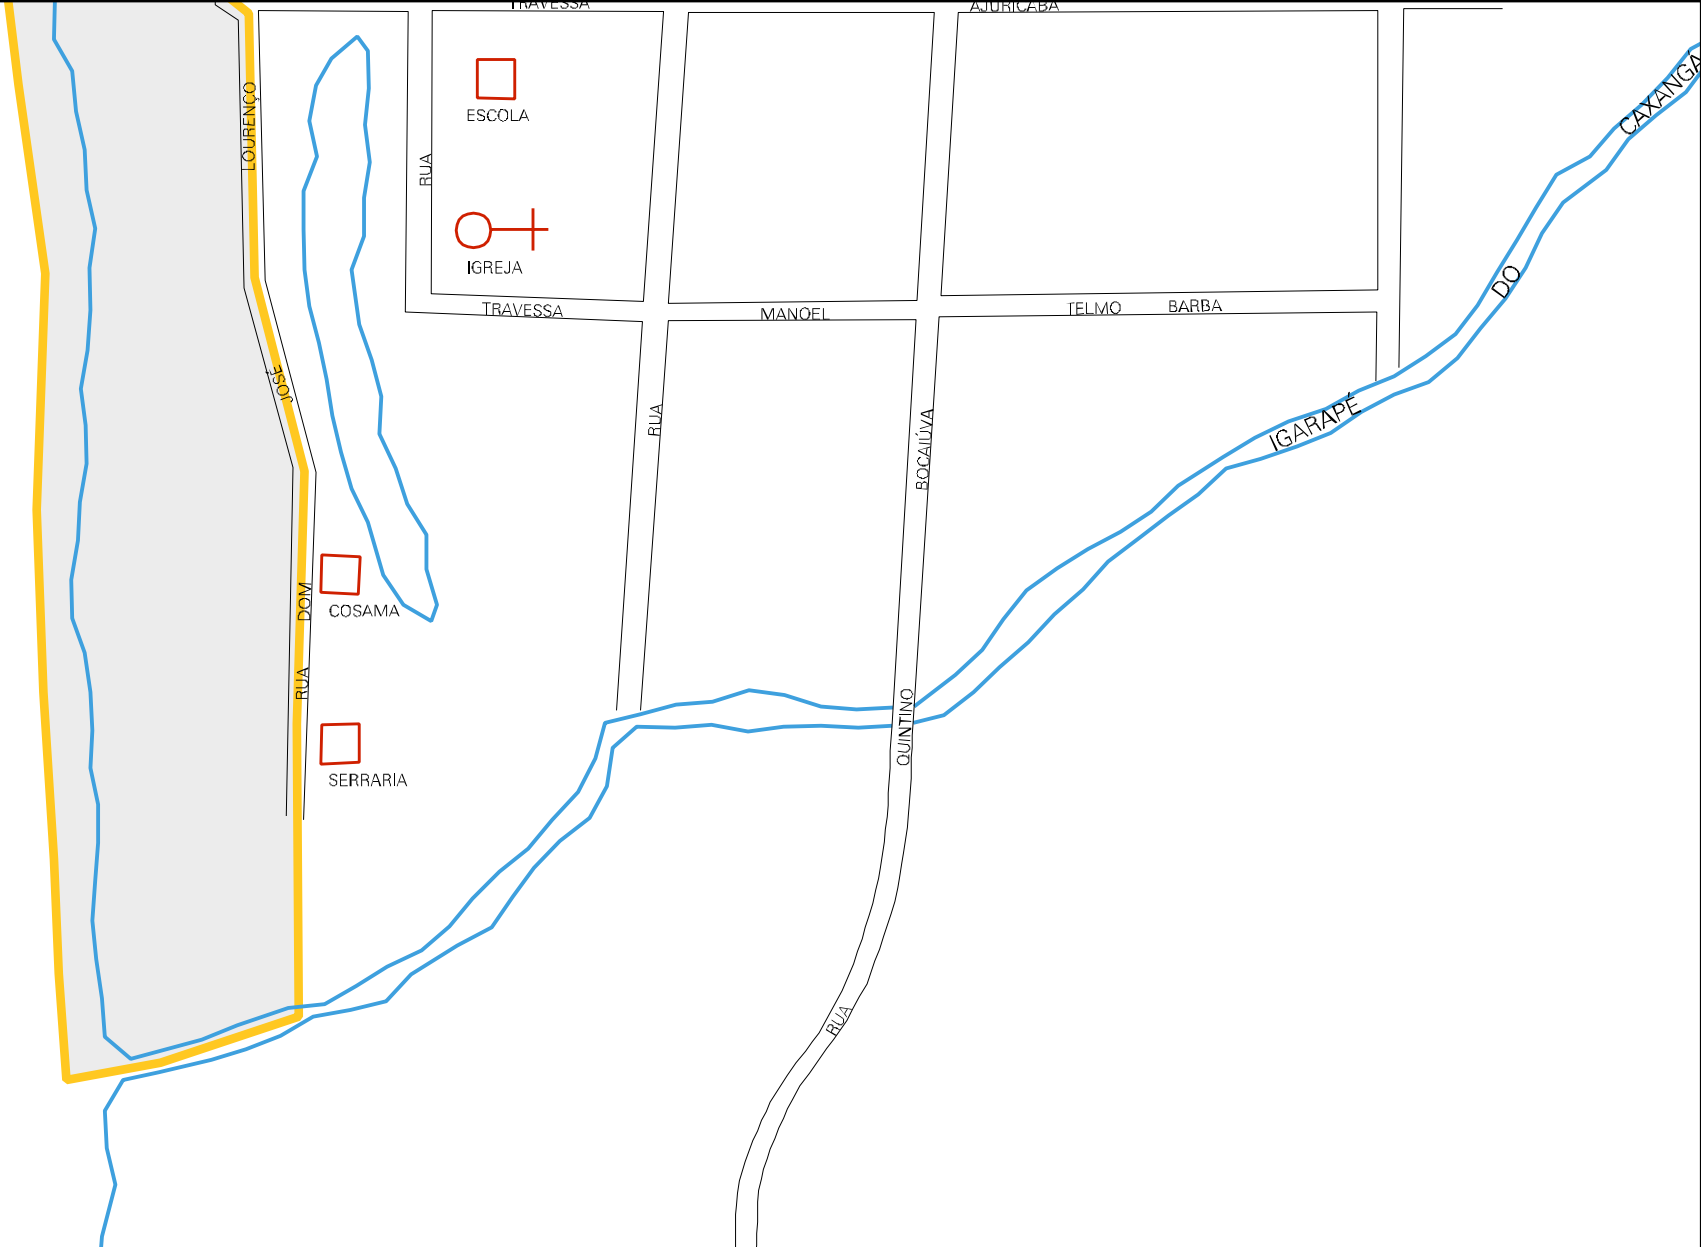 TRAVESSA
AJURICABA
CAXANGÁ
DO
IGARAPÉ
LOURENÇO
JOSÉ
DOM
RUA
ESCOLA
RUA
IGREJA
TRAVESSA
MANOEL
TELMO BARBA
RUA
BOCAIÚVA
QUINTINO
RUA
COSAMA
SERRARIA